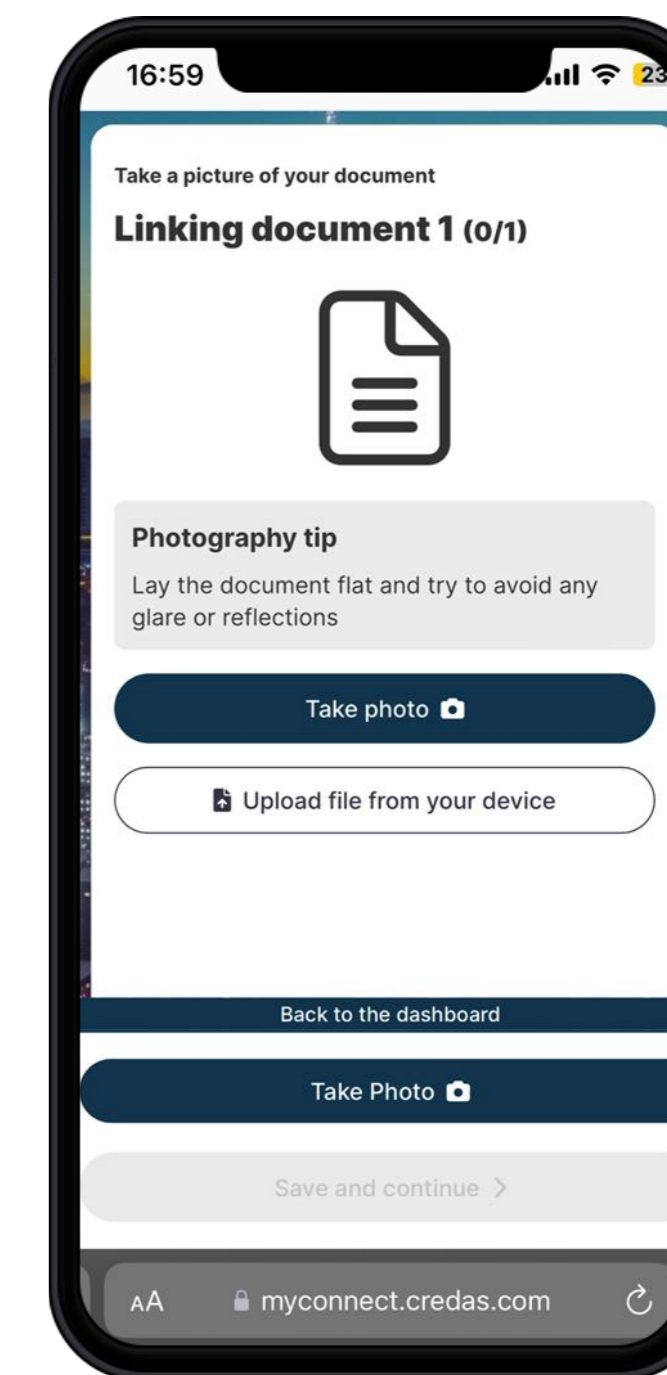 16:59
23
Take a picture of your document
Linking document 1 (0/1)
Photography tip
Lay the document flat and try to avoid any
glare or reflections
Take photo
Upload file from your device
Back to the dashboard
Take Photo
Save and continue
AA
myconnect.credas.com